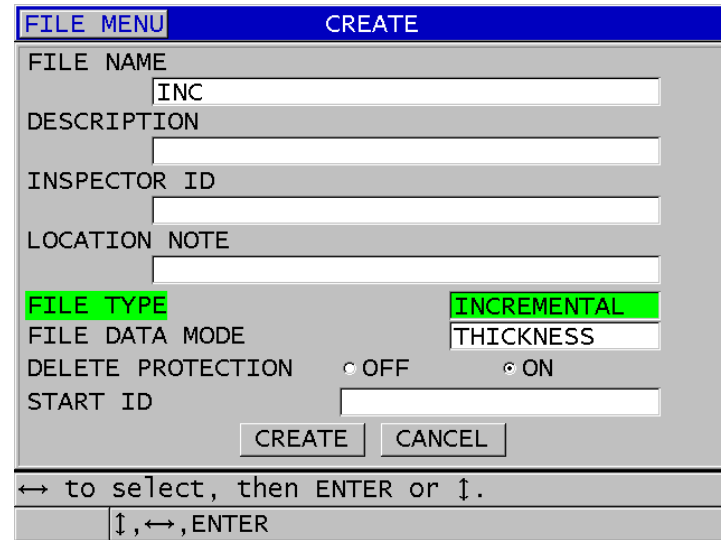 FILE MENU CREATE
FILE NAME
INC
DESCRIPTION
INSPECTOR ID
LOCATION NOTE
FILE TYPE INCREMENTAL
FILE DATA MODE THICKNESS
DELETE PROTECTION OFF ON
START ID
CREATE CANCEL
↔ to select, then ENTER or ↕.
↕,↔,ENTER